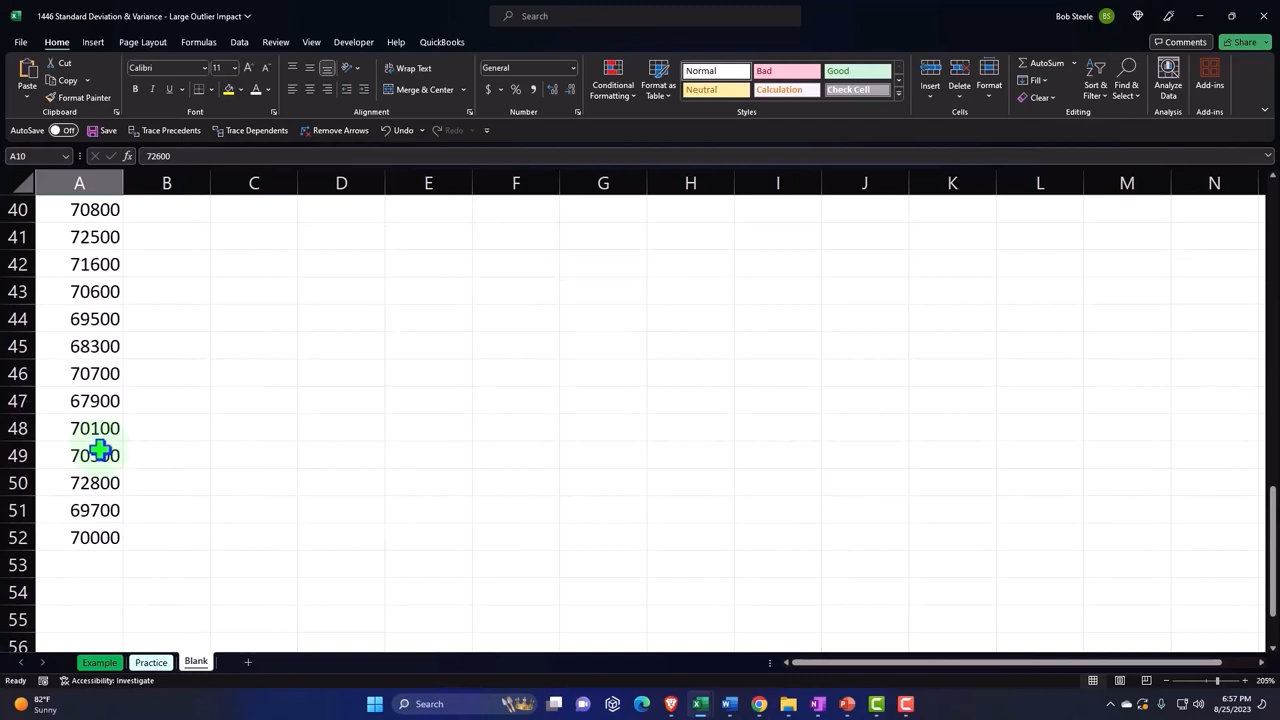 1446 Standard Deviation & Variance - Large Outlier Impact
Search
Bob Steele
BS
File Home Insert Page Layout Formulas Data Review View Developer Help QuickBooks
Comments
Share
Paste
Cut
Copy
Format Painter
Clipboard
Calibri
11
B I U
Font
Wrap Text
Merge & Center
Alignment
General
$ %
Number
Conditional Formatting
Format as Table
Normal Bad Good
Neutral Calculation Check Cell
Styles
Insert Delete Format
Cells
AutoSum
Fill
Clear
Sort & Filter
Find & Select
Editing
Analyze Data
Analysis
Add-ins
Add-ins
AutoSave Off Save Trace Precedents Trace Dependents Remove Arrows Undo Redo
A10 fx 72600
A B C D E F G H I J K L M N
40 70800
41 72500
42 71600
43 70600
44 69500
45 68300
46 70700
47 67900
48 70100
49
50 72800
51 69700
52 70000
53
54
55
56
Example Practice Blank
Ready Accessibility: Investigate 205%
82°F
Sunny
Search
6:57 PM
8/25/2023